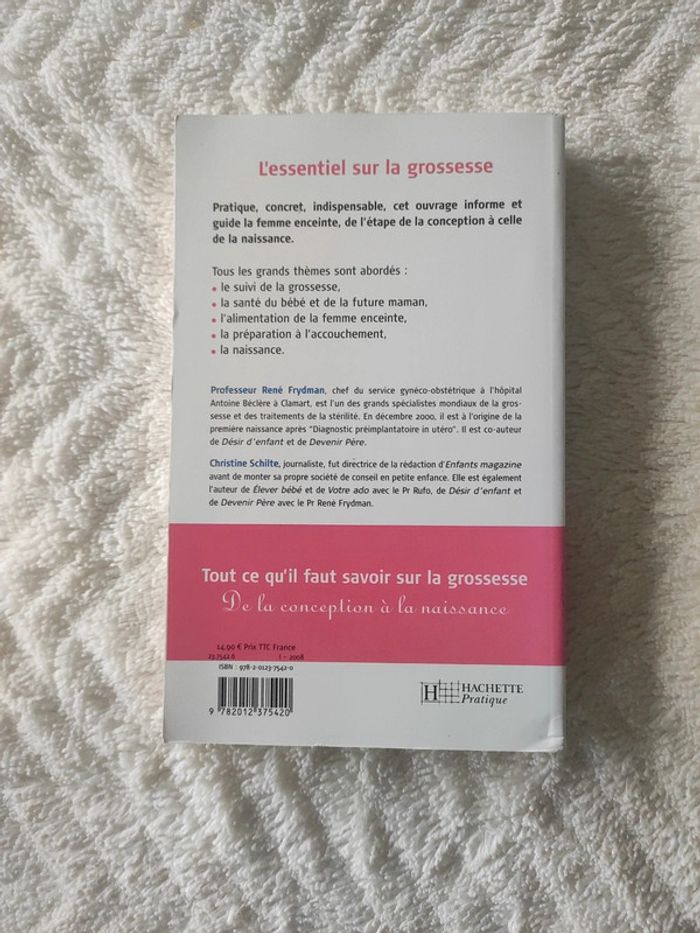 L'essentiel sur la grossesse
Pratique, concret, indispensable, cet ouvrage informe et
guide la femme enceinte, de l'étape de la conception à celle
de la naissance.
Tous les grands thèmes sont abordés :
• le suivi de la grossesse,
• la santé du bébé et de la future maman,
• l'alimentation de la femme enceinte,
• la préparation à l'accouchement,
• la naissance.
Professeur René Frydman, chef du service gynéco-obstétrique à l'hôpital
Antoine Béclère à Clamart, est l'un des grands spécialistes mondiaux de la gros-
sesse et des traitements de la stérilité. En décembre 2000, il est à l'origine de la
première naissance après "Diagnostic préimplantatoire in utéro". Il est co-auteur
de Désir d'enfant et de Devenir Père.
Christine Schilte, journaliste, fut directrice de la rédaction d'Enfants magazine
avant de monter sa propre société de conseil en petite enfance. Elle est également
l'auteur de Élever bébé et de Votre ado avec le Pr Rufo, de Désir d'enfant et
de Devenir Père avec le Pr René Frydman.
Tout ce qu'il faut savoir sur la grossesse
De la conception à la naissance
14,90 € Prix TTC France
23.7542.6 I – 2008
ISBN : 978-2-0123-7542-0
9 782012 375420
H HACHETTE
Pratique